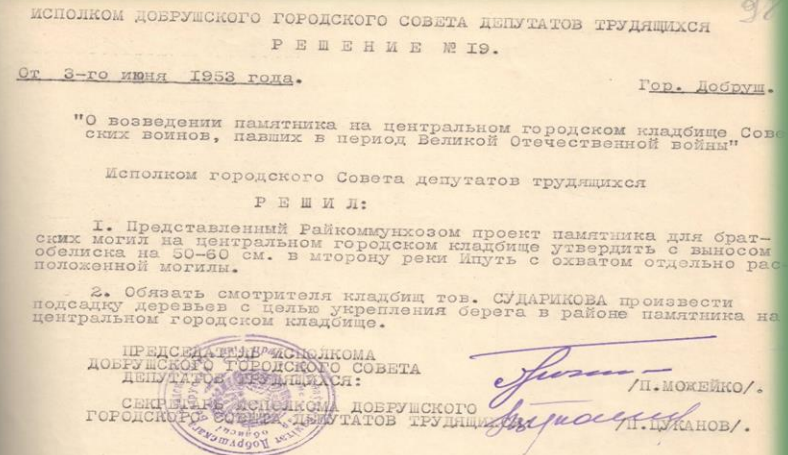 ИСПОЛКОМ ДОБРУШСКОГО ГОРОДСКОГО СОВЕТА ДЕПУТАТОВ ТРУДЯЩИХСЯ
РЕШЕНИЕ № 19.
От 3-го июня 1953 года.
Гор. Добруш.
"О возведении памятника на центральном городском кладбище Сове
ских воинов, павших в период Великой Отечественной войны"
Исполком городского Совета депутатов трудящихся
РЕШИЛ:
I. Представленный Райкоммунхозом проект памятника для брат-
ских могил на центральном городском кладбище утвердить с выносом
обелиска на 50-60 см. в мторону реки Ипуть с охватом отдельно рас-
положенной могилы.
2. Обязать смотрителя кладбищ тов. СУДАРИКОВА произвести
подсадку деревьев с целью укрепления берега в районе памятника на
центральном городском кладбище.
ПРЕДСЕДАТЕЛЬ ИСПОЛКОМА
ДОБРУШСКОГО ГОРОДСКОГО СОВЕТА
ДЕПУТАТОВ ТРУДЯЩИХСЯ:
/П.МОЖЕЙКО/.
СЕКРЕТАРЬ ИСПОЛКОМА ДОБРУШСКОГО
ГОРОДСКОГО СОВЕТА ДЕПУТАТОВ ТРУДЯЩИХСЯ
/П.ЦУКАНОВ/.